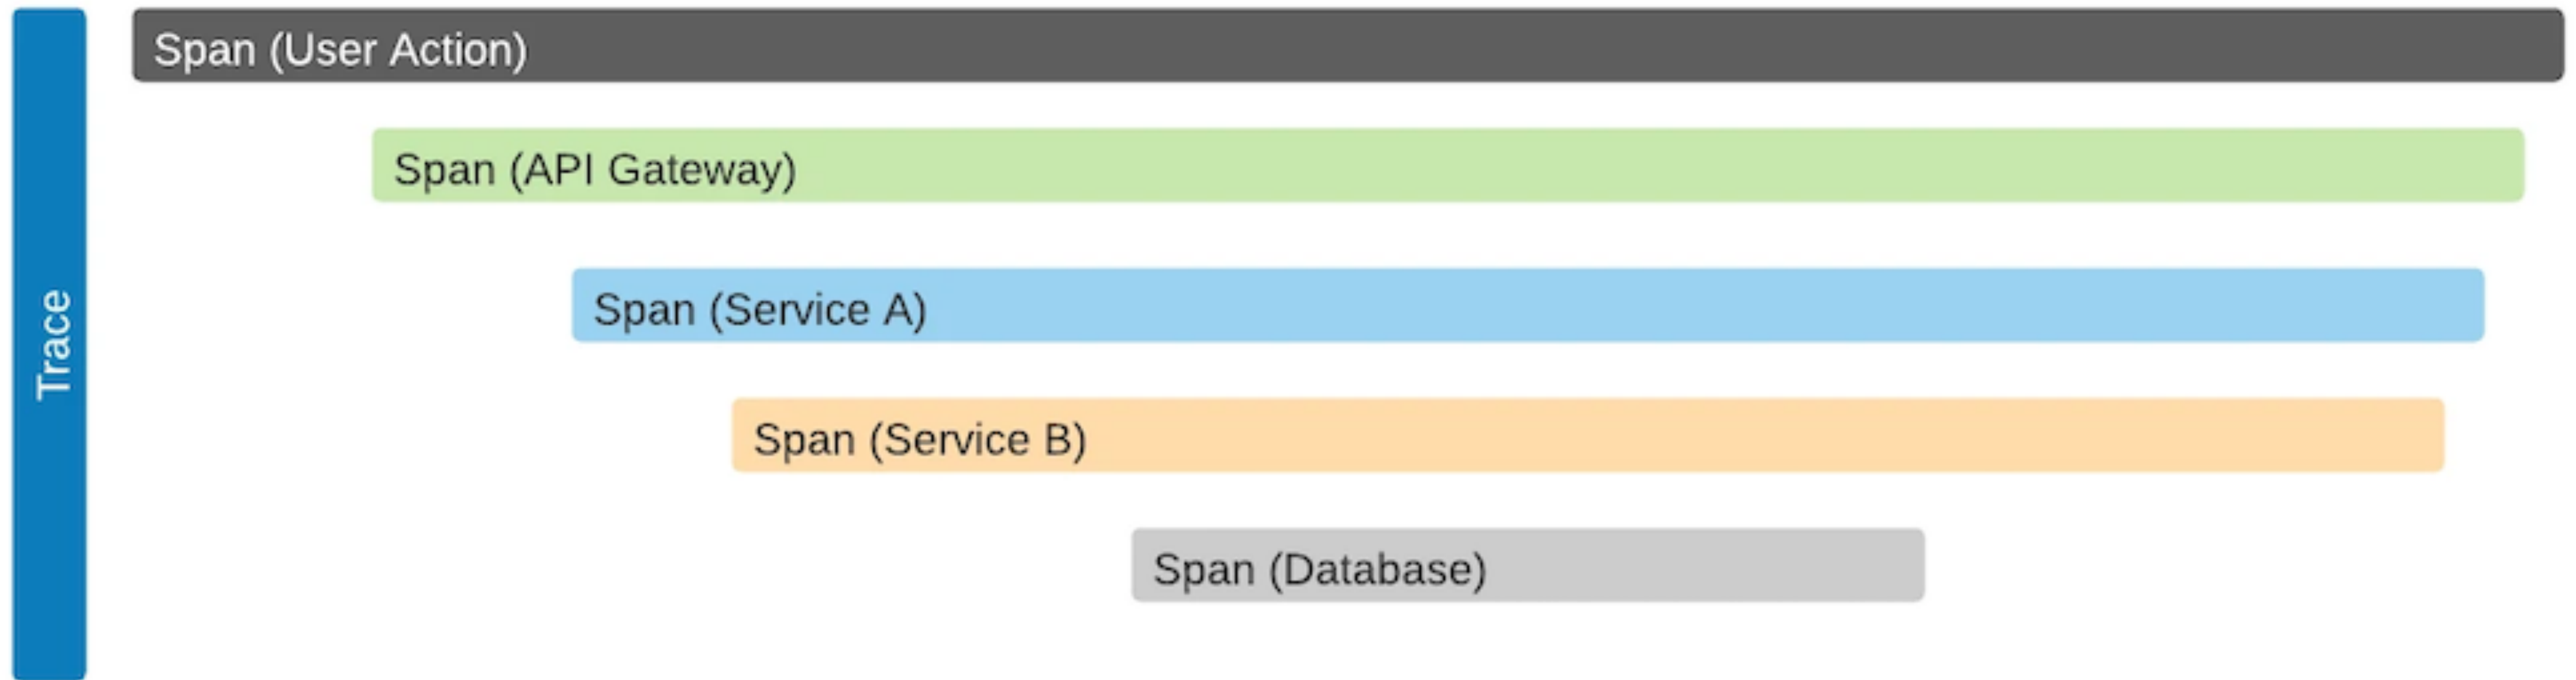 Trace
Span (User Action)
Span (API Gateway)
Span (Service A)
Span (Service B)
Span (Database)